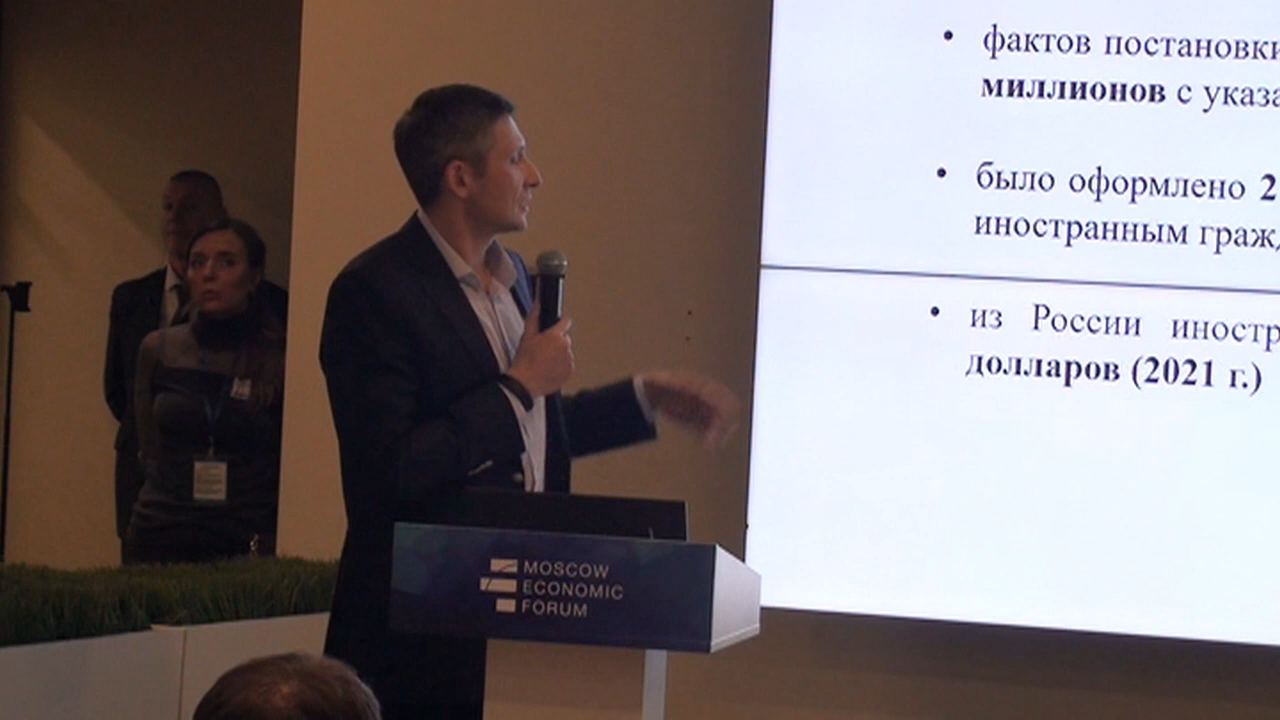 • фактов постановки
миллионов с указа
• было оформлено 2
иностранным граж
• из России иностр
долларов (2021 г.)
MOSCOW
ECONOMIC
FORUM